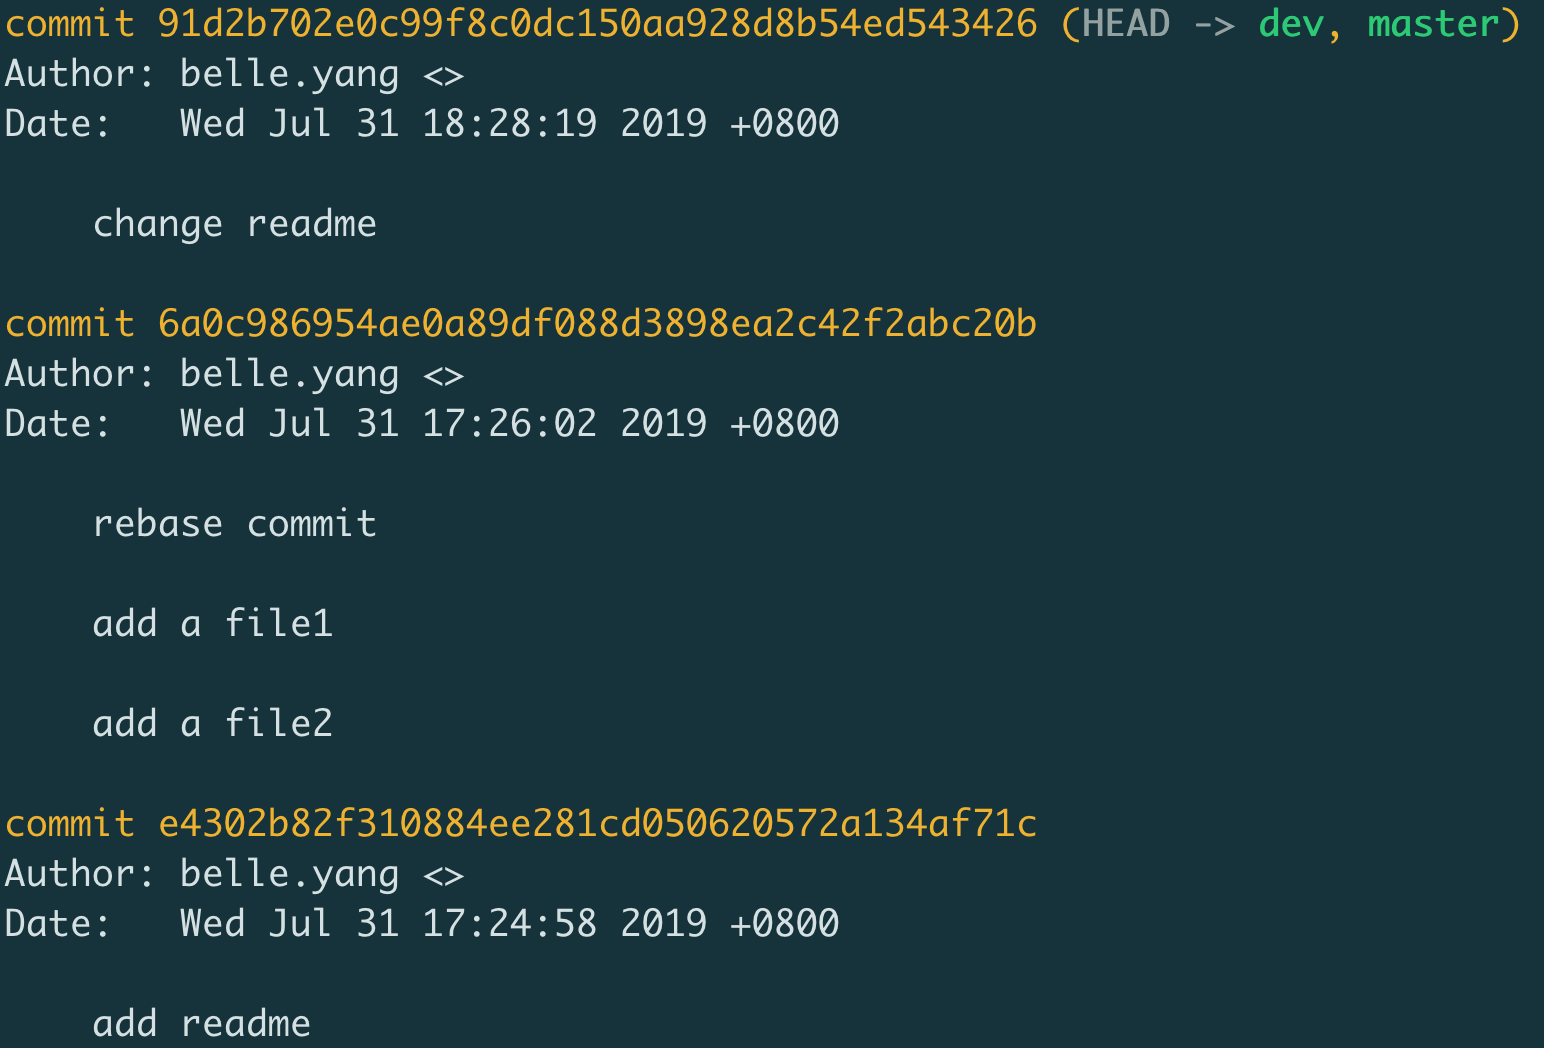 commit 91d2b702e0c99f8c0dc150aa928d8b54ed543426 (HEAD -> dev, master)
Author: belle.yang <>
Date:   Wed Jul 31 18:28:19 2019 +0800
change readme
commit 6a0c986954ae0a89df088d3898ea2c42f2abc20b
Author: belle.yang <>
Date:   Wed Jul 31 17:26:02 2019 +0800
rebase commit
add a file1
add a file2
commit e4302b82f310884ee281cd050620572a134af71c
Author: belle.yang <>
Date:   Wed Jul 31 17:24:58 2019 +0800
add readme